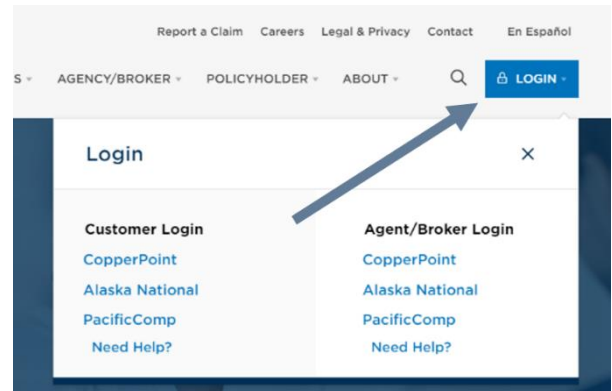 Report a Claim Careers Legal & Privacy Contact En Español
S AGENCY/BROKER POLICYHOLDER ABOUT LOGIN
Login
Customer Login
CopperPoint
Alaska National
PacificComp
Need Help?
Agent/Broker Login
CopperPoint
Alaska National
PacificComp
Need Help?